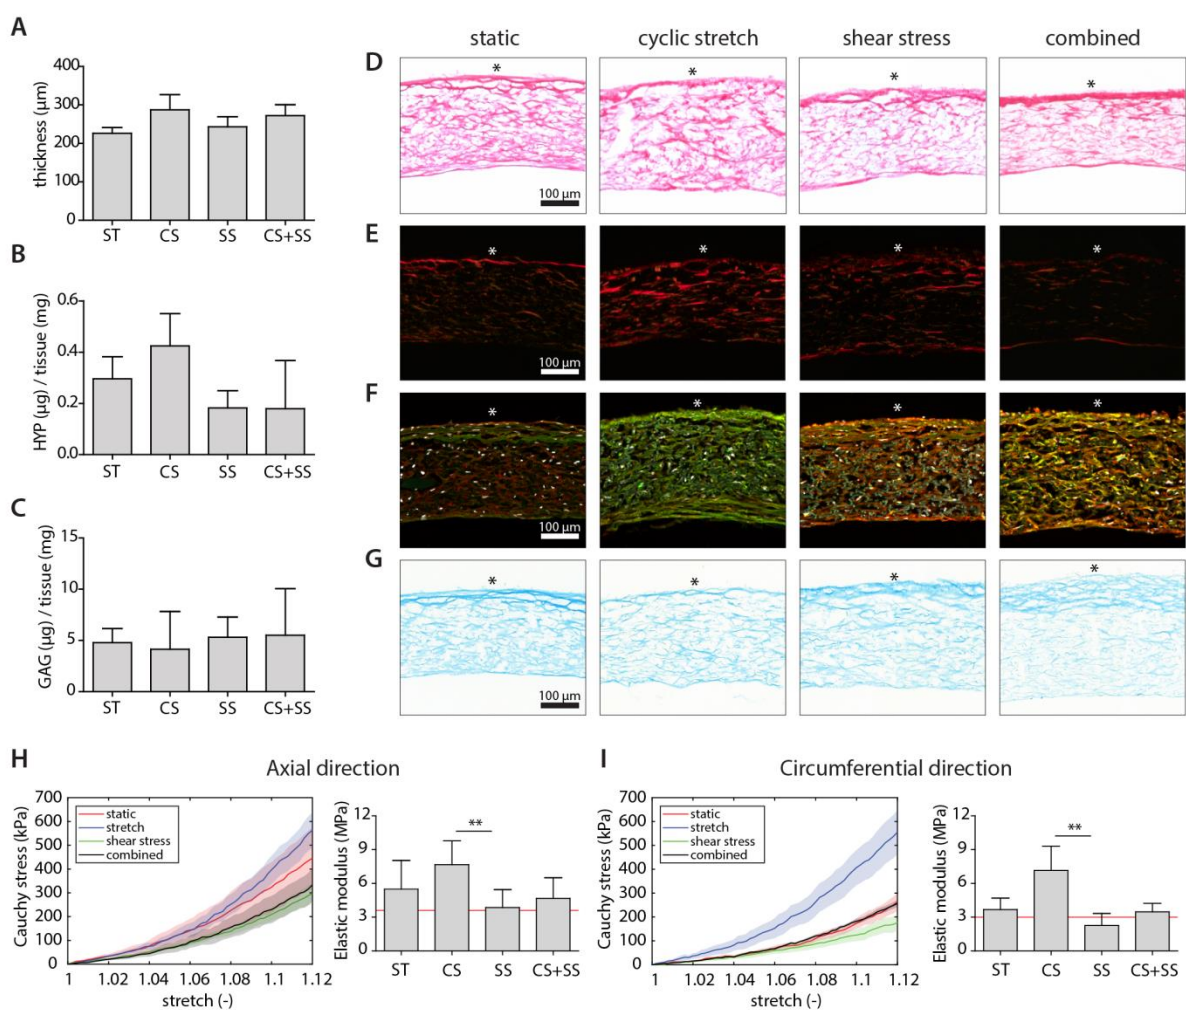 A
thickness (μm)
400
300
200
100
0
ST CS SS CS+SS
B
HYP (μg) / tissue (mg)
0.6
0.4
0.2
0.0
ST CS SS CS+SS
C
GAG (μg) / tissue (mg)
15
10
5
0
ST CS SS CS+SS
static cyclic stretch shear stress combined
D
* * * *
100 μm
E
* * * *
100 μm
F
* * * *
100 μm
G
* * * *
100 μm
H
Axial direction
Cauchy stress (kPa)
700
600
500
400
300
200
100
0
static
stretch
shear stress
combined
1 1.02 1.04 1.06 1.08 1.1 1.12
stretch (-)
Elastic modulus (MPa)
12
9
6
3
0
**
ST CS SS CS+SS
I
Circumferential direction
Cauchy stress (kPa)
700
600
500
400
300
200
100
0
static
stretch
shear stress
combined
1 1.02 1.04 1.06 1.08 1.1 1.12
stretch (-)
Elastic modulus (MPa)
12
9
6
3
0
**
ST CS SS CS+SS